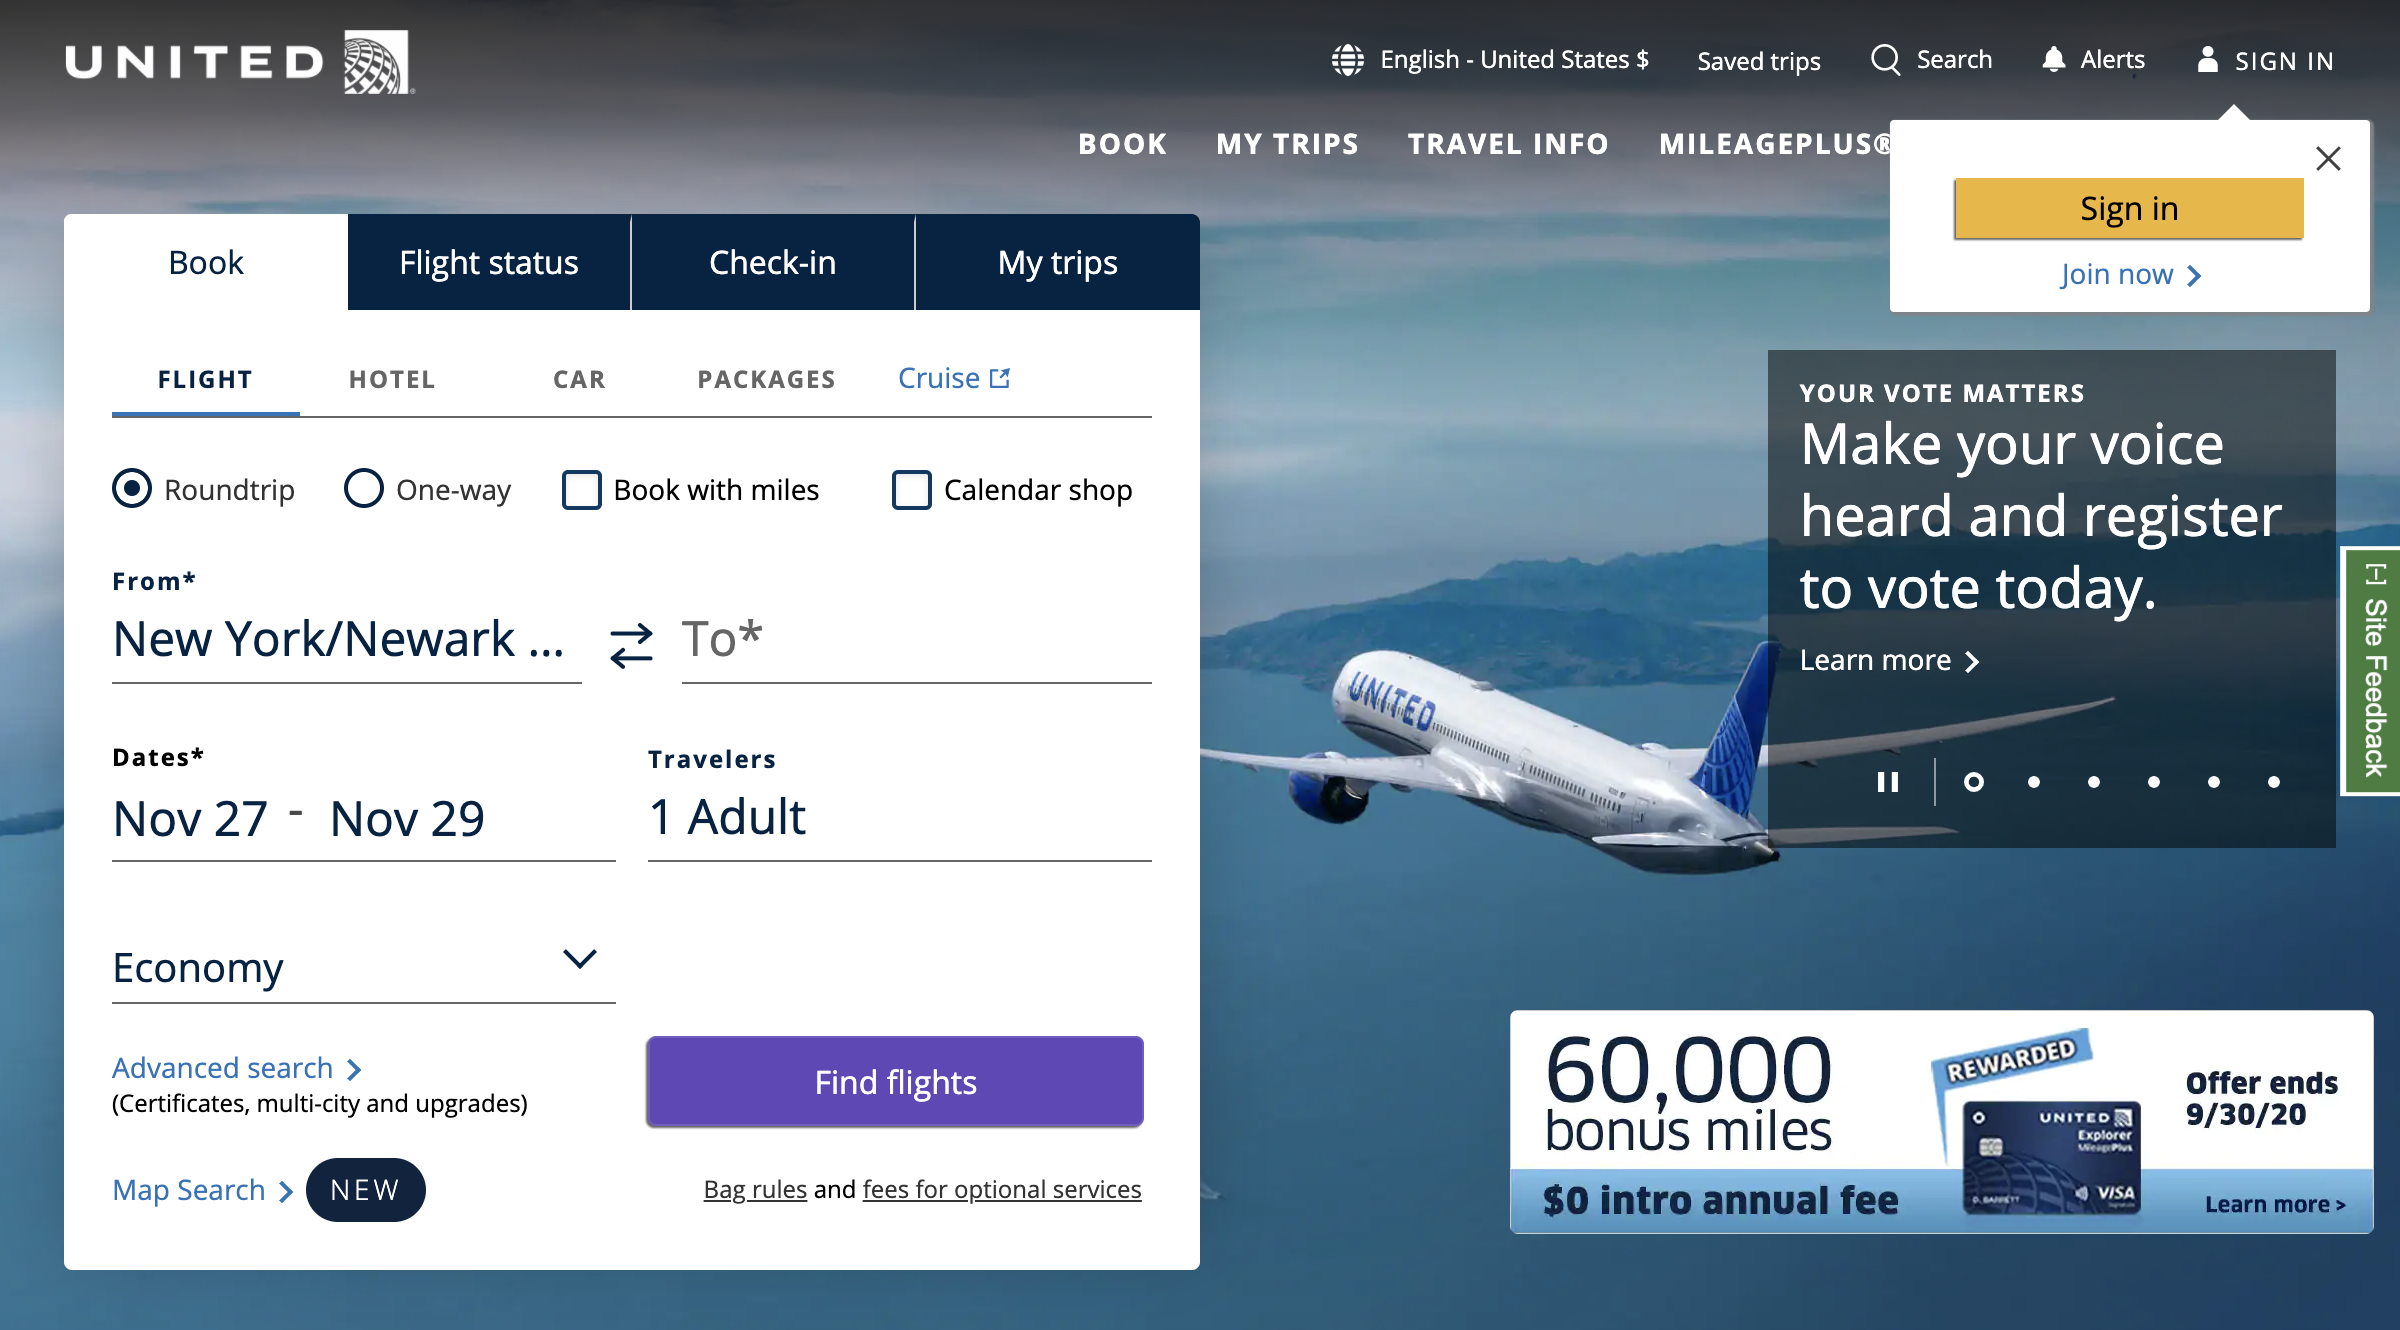 UNITED
English - United States $
Saved trips
Search
Alerts
SIGN IN
BOOK
MY TRIPS
TRAVEL INFO
MILEAGEPLUS®
Sign in
Join now
Book
Flight status
Check-in
My trips
FLIGHT
HOTEL
CAR
PACKAGES
Cruise
Roundtrip
One-way
Book with miles
Calendar shop
From*
New York/Newark ...
To*
Dates*
Nov 27 - Nov 29
Travelers
1 Adult
Economy
Advanced search
(Certificates, multi-city and upgrades)
Find flights
Map Search
NEW
Bag rules and fees for optional services
YOUR VOTE MATTERS
Make your voice
heard and register
to vote today.
Learn more
[-] Site Feedback
UNITED
60,000
bonus miles
$0 intro annual fee
REWARDED
UNITED
Explorer
MileagePlus
D. BARRETT
VISA
Offer ends
9/30/20
Learn more >